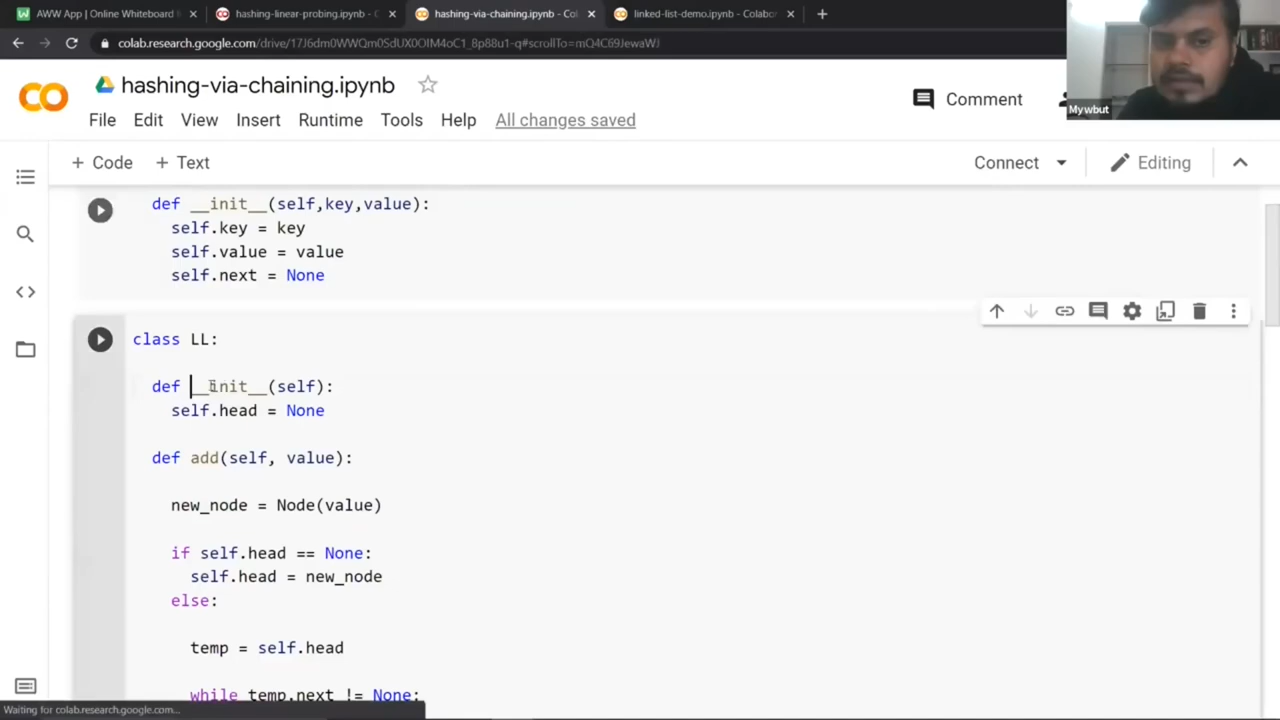 AWW App | Online Whiteboard
hashing-linear-probing.ipynb - C
hashing-via-chaining.ipynb - Col
linked-list-demo.ipynb - Colabor
colab.research.google.com/drive/17J6dm0WWQm0SdUX0OIM4oC1_8p88u1-q#scrollTo=mQ4C69JewaWJ
Mywbut
CO
hashing-via-chaining.ipynb
Comment
File Edit View Insert Runtime Tools Help All changes saved
+ Code + Text
Connect
Editing
def __init__(self,key,value):
self.key = key
self.value = value
self.next = None
class LL:
def __init__(self):
self.head = None
def add(self, value):
new_node = Node(value)
if self.head == None:
self.head = new_node
else:
temp = self.head
while temp.next != None:
Waiting for colab.research.google.com...